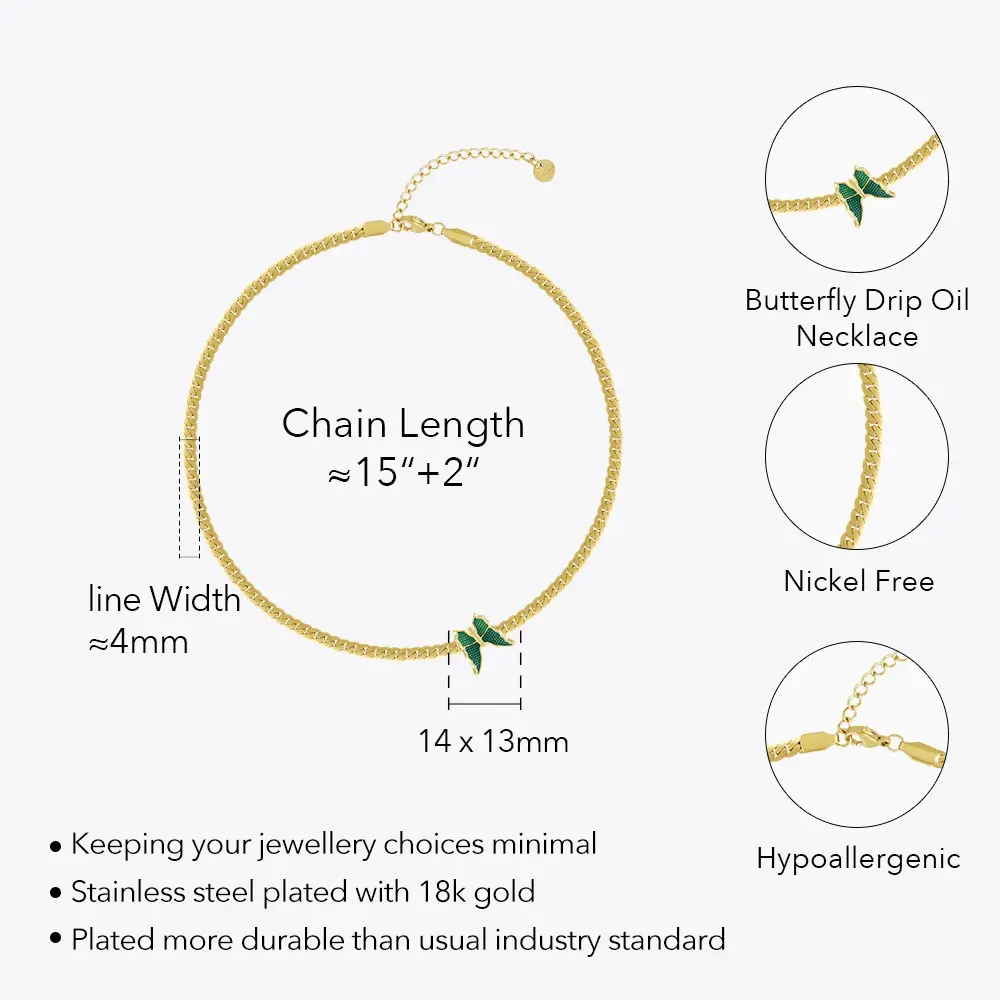 Butterfly Drip Oil
Necklace
Chain Length
≈15“+2“
Nickel Free
line Width
≈4mm
14 x 13mm
Hypoallergenic
• Keeping your jewellery choices minimal
• Stainless steel plated with 18k gold
• Plated more durable than usual industry standard